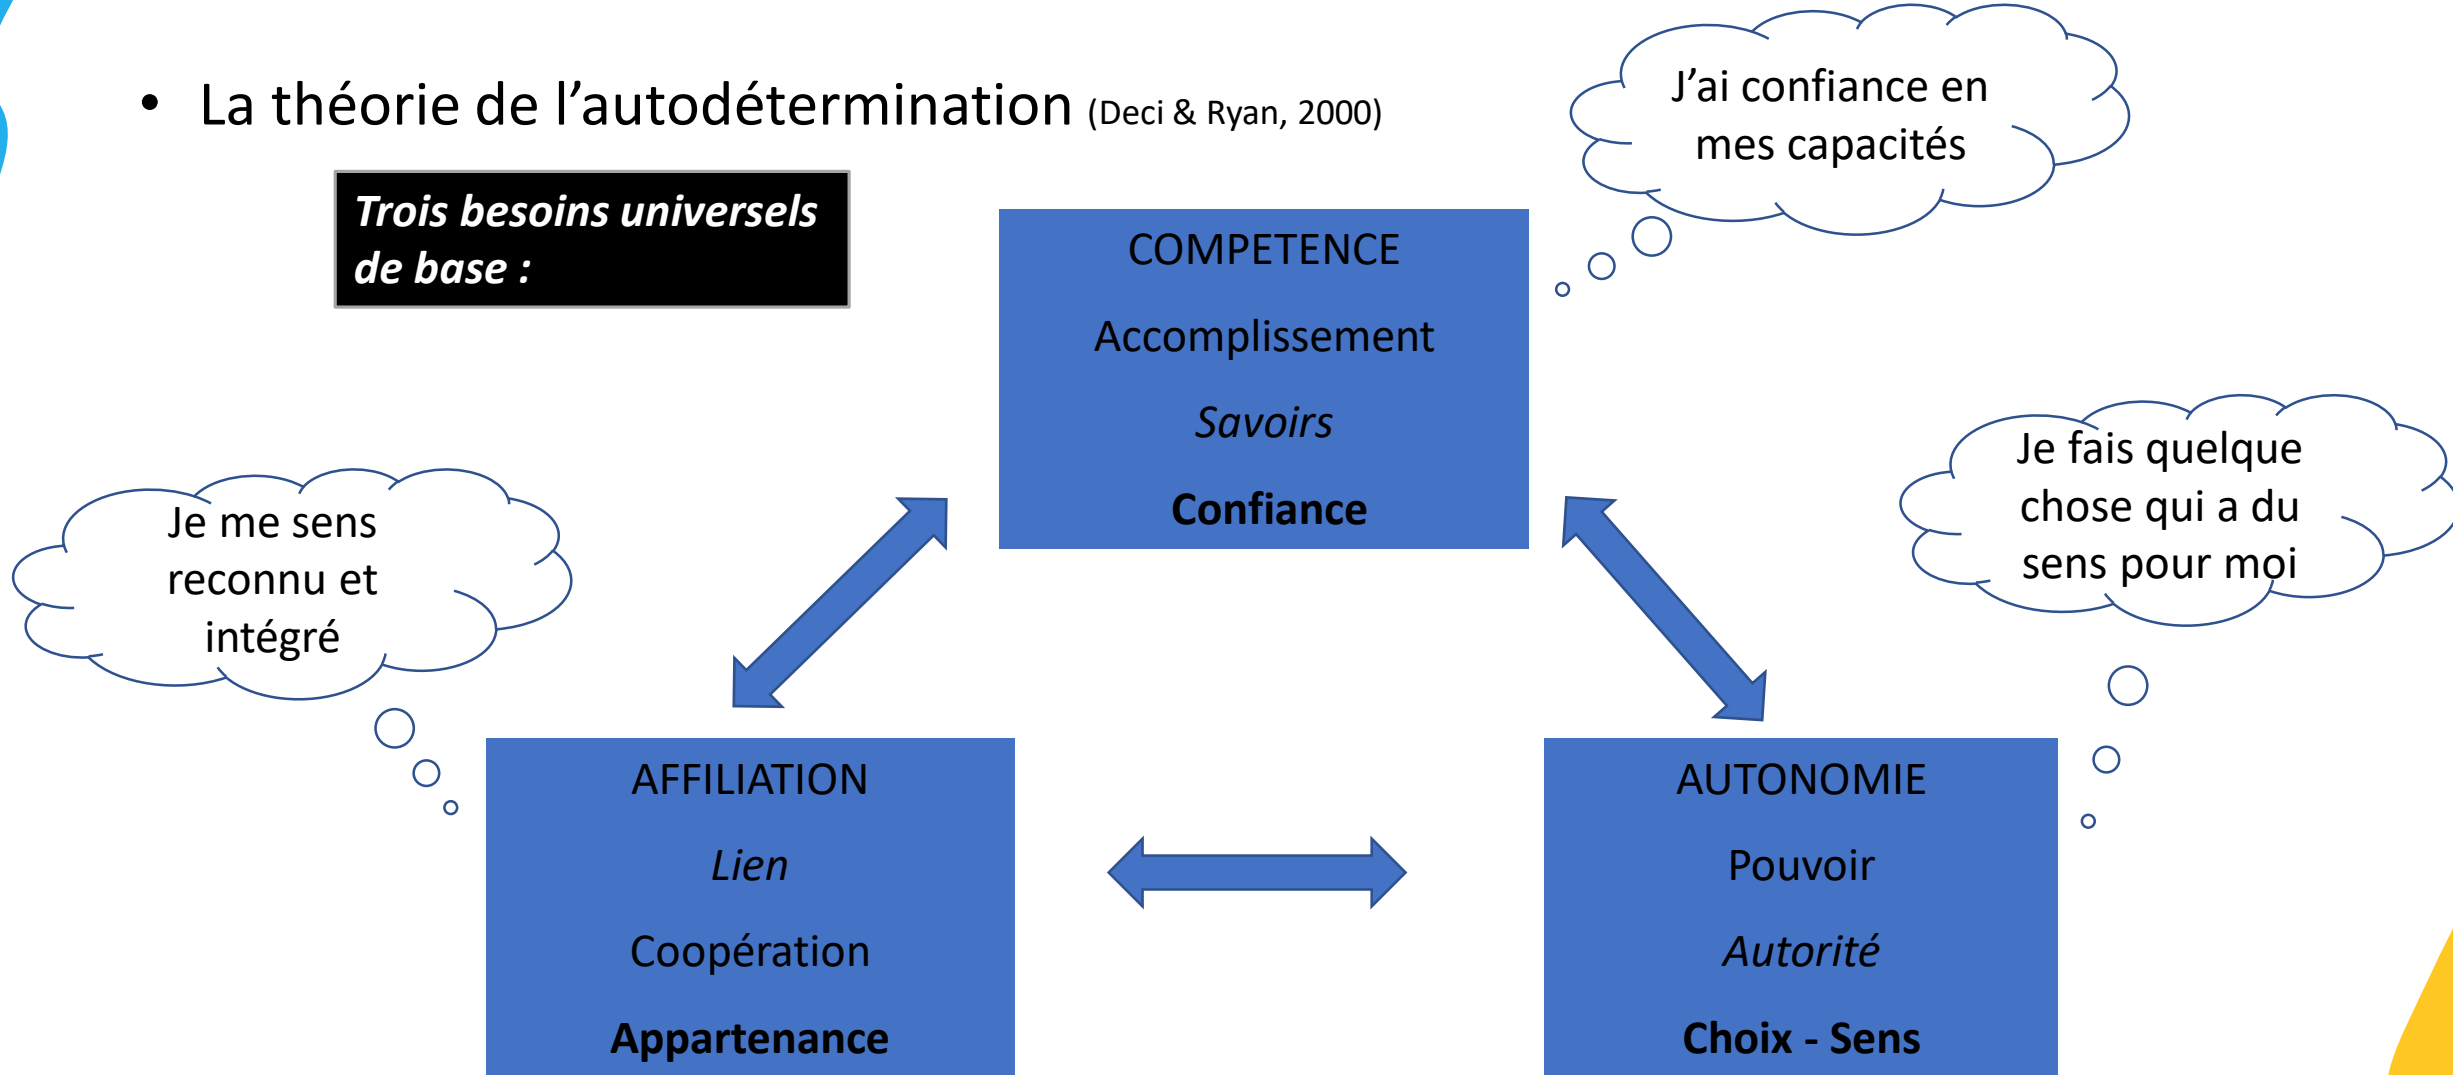 • La théorie de l’autodétermination (Deci & Ryan, 2000)
Trois besoins universels
de base :
J’ai confiance en
mes capacités
COMPETENCE
Accomplissement
Savoirs
Confiance
Je fais quelque
chose qui a du
sens pour moi
Je me sens
reconnu et
intégré
AFFILIATION
Lien
Coopération
Appartenance
AUTONOMIE
Pouvoir
Autorité
Choix - Sens